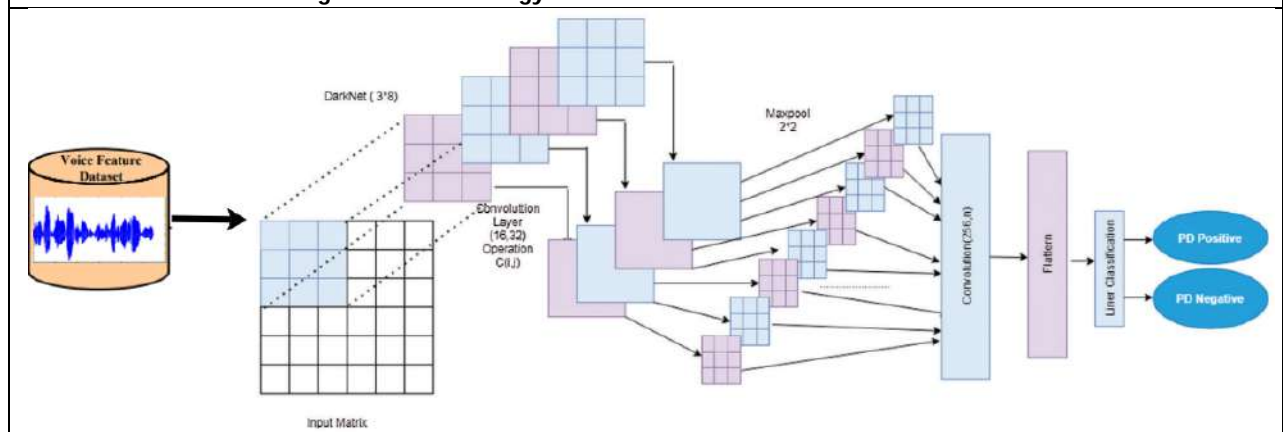 Voice Feature
Dataset
DarkNet ( 3*8)
Input Matrix
Convolution
Layer
(16,32)
Operation
C(i,j)
Maxpool
2*2
Convolution(256,n)
Flattern
Liner Classification
PD Positive
PD Negative